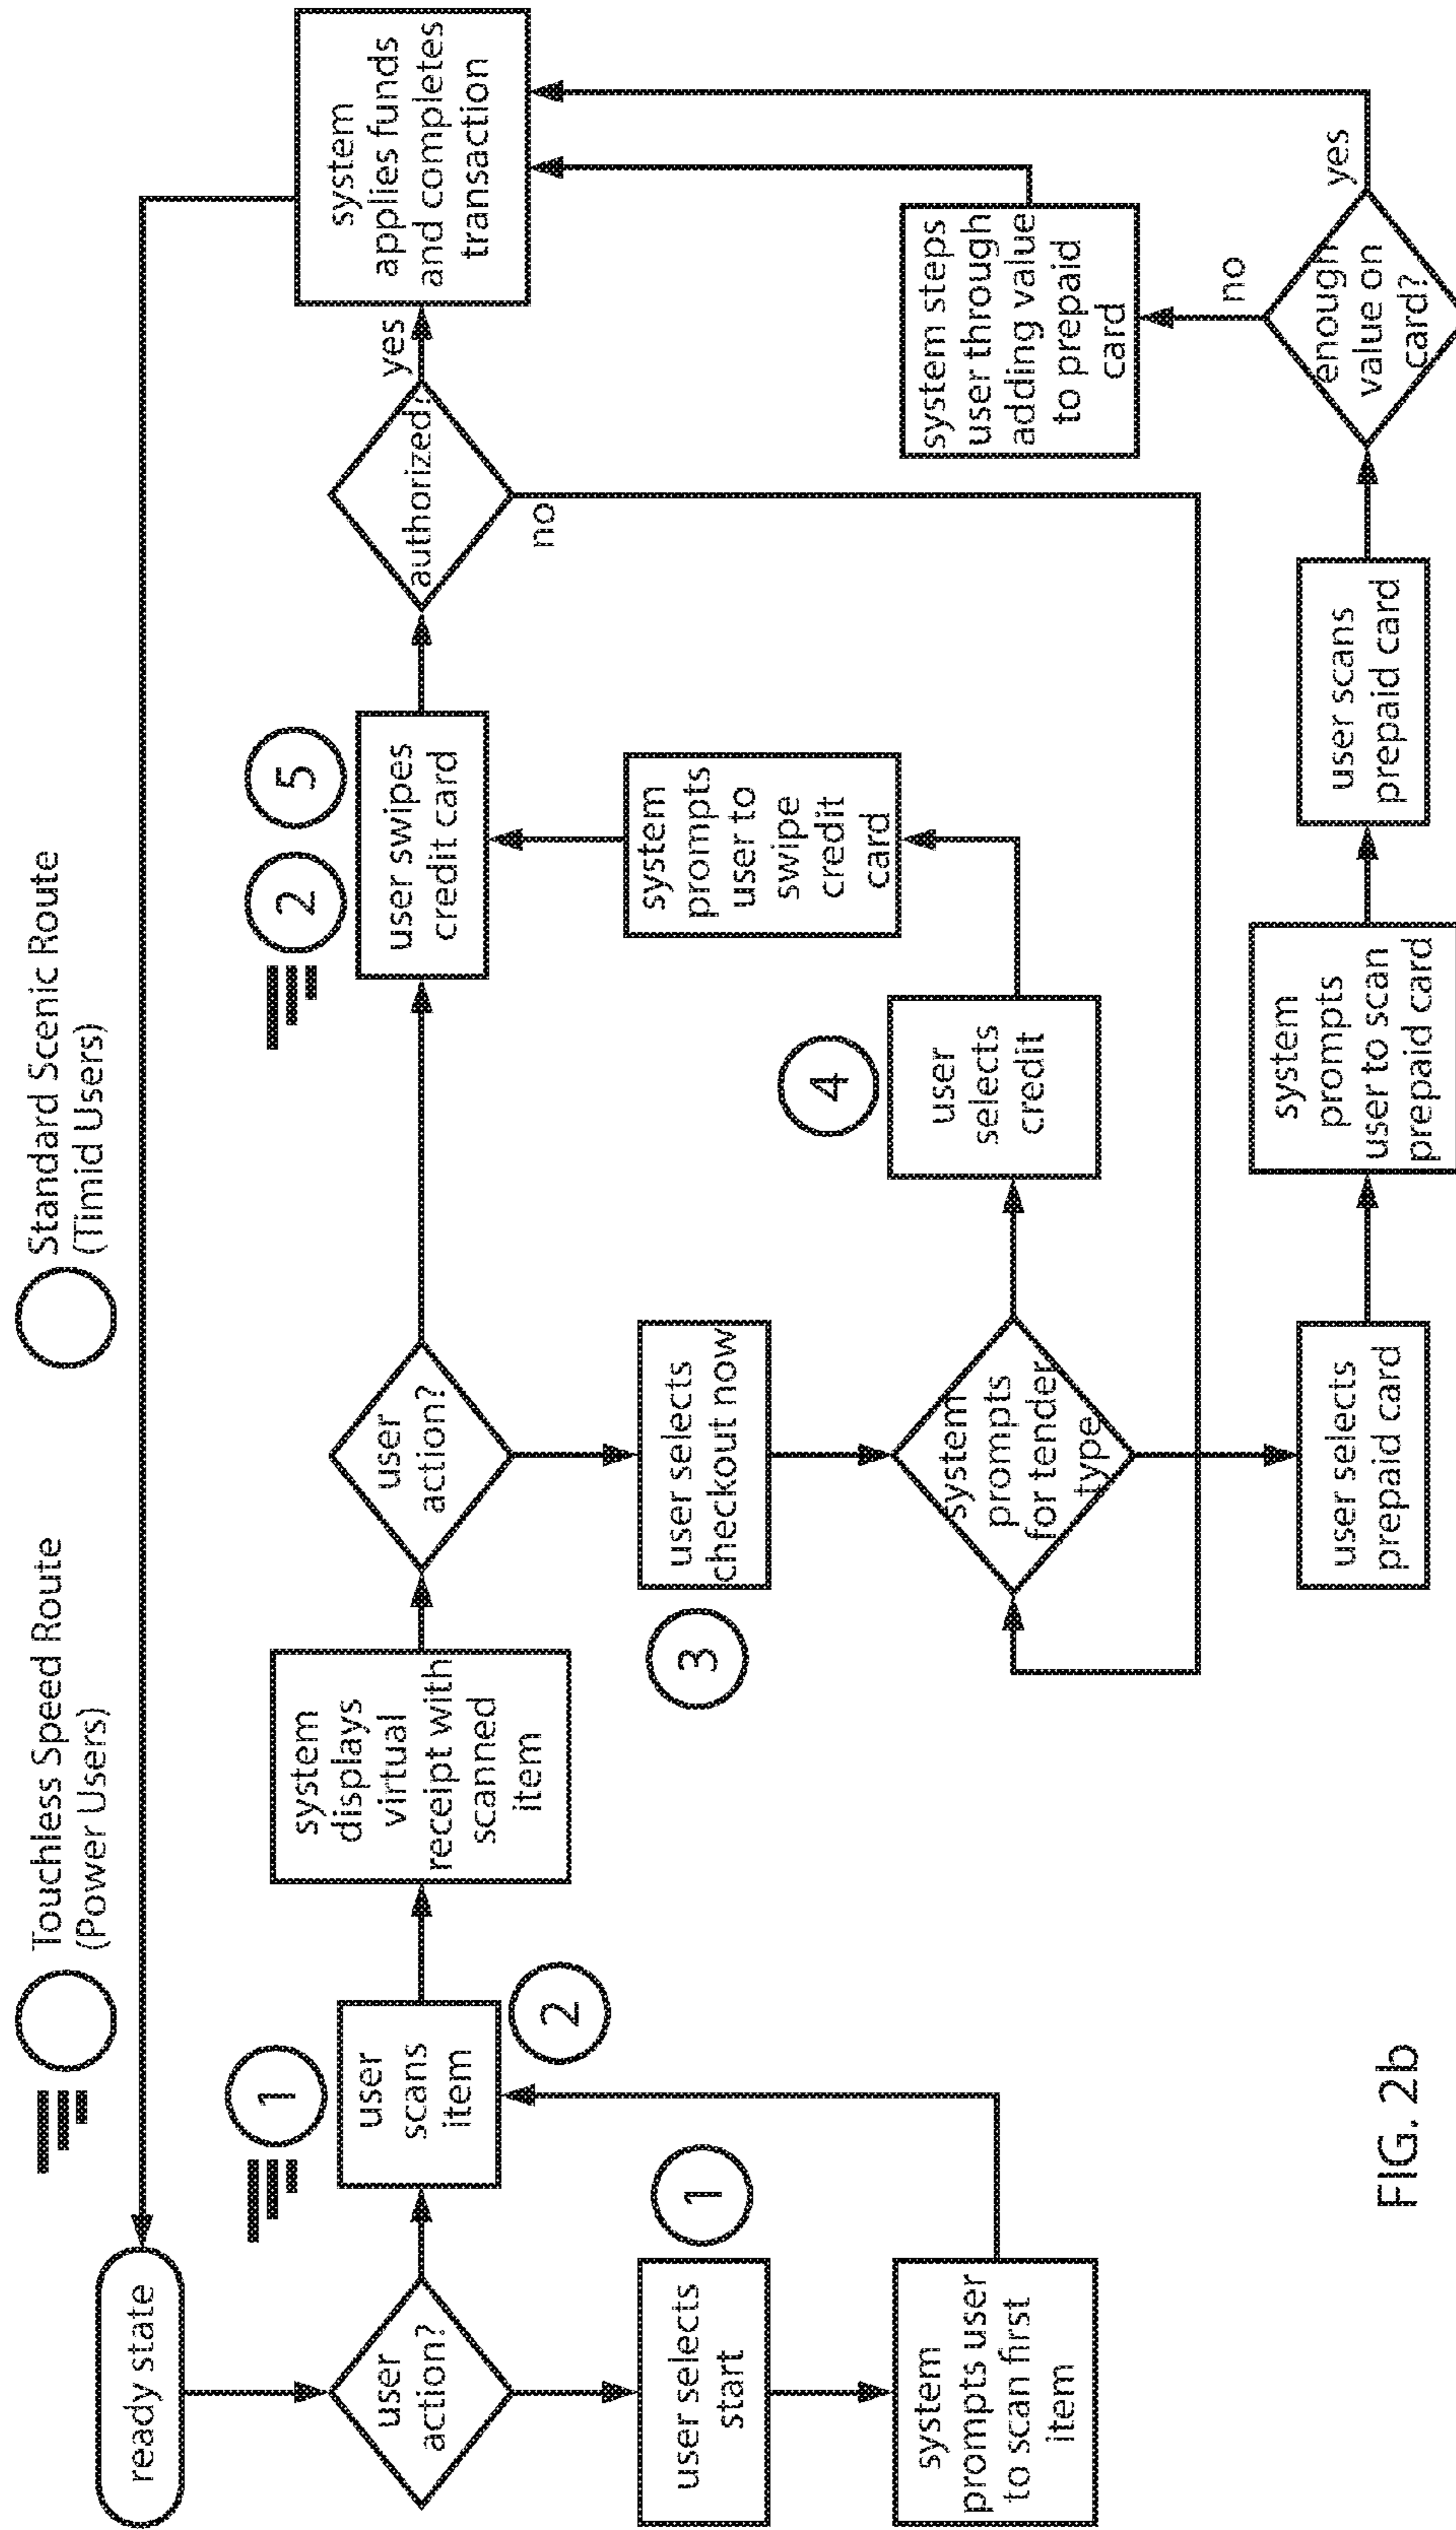 Touchless Speed Route
(Power Users)
Standard Scenic Route
(Timid Users)
ready state
user
action?
1
user
scans
item
2
system
displays
virtual
receipt with
scanned
item
user
action?
2
5
user swipes
credit card
authorized?
yes
no
system
applies funds
and completes
transaction
user selects
start
1
system
prompts user
to scan first
item
3
user selects
checkout now
system
prompts
for tender
type
4
user
selects
credit
system
prompts
user to
swipe
credit
card
user selects
prepaid card
system
prompts
user to scan
prepaid card
user scans
prepaid card
enough
value on
card?
no
yes
system steps
user through
adding value
to prepaid
card
FIG. 2b